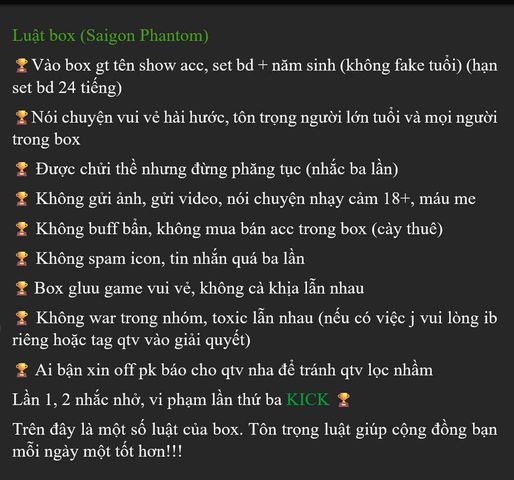 Luật box (Saigon Phantom)
🏆Vào box gt tên show acc, set bd + năm sinh (không fake tuổi) (hạn
set bd 24 tiếng)
🏆Nói chuyện vui vẻ hài hước, tôn trọng người lớn tuổi và mọi người
trong box
🏆 Được chửi thề nhưng đừng phăng tục (nhắc ba lần)
🏆 Không gửi ảnh, gửi video, nói chuyện nhạy cảm 18+, máu me
🏆 Không buff bẩn, không mua bán acc trong box (cày thuê)
🏆 Không spam icon, tin nhắn quá ba lần
🏆 Box gluu game vui vẻ, không cà khịa lẫn nhau
🏆 Không war trong nhóm, toxic lẫn nhau (nếu có việc j vui lòng ib
riêng hoặc tag qtv vào giải quyết)
🏆 Ai bận xin off pk báo cho qtv nha để tránh qtv lọc nhầm
Lần 1, 2 nhắc nhở, vi phạm lần thứ ba KICK 🏆
Trên đây là một số luật của box. Tôn trọng luật giúp cộng đồng bạn
mỗi ngày một tốt hơn!!!